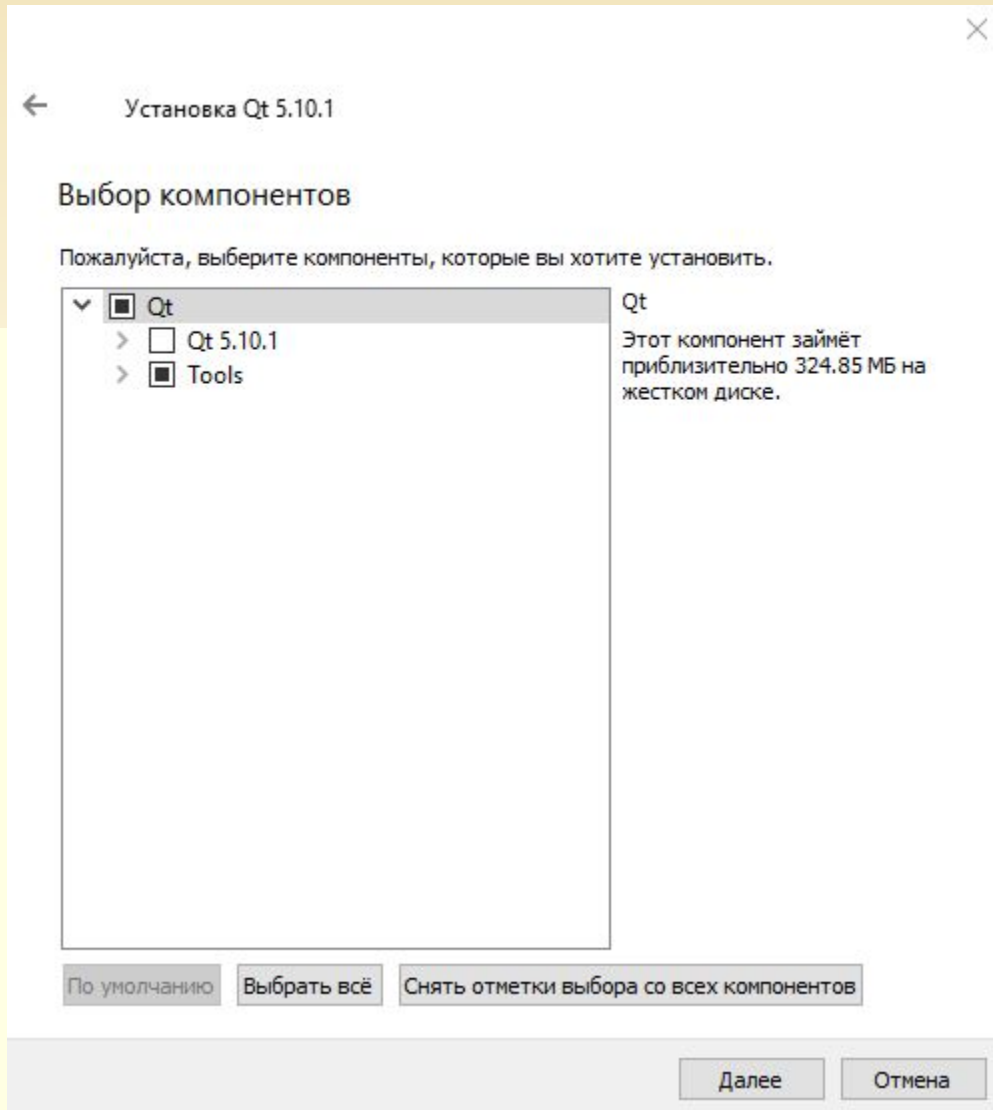 Установка Qt 5.10.1
Выбор компонентов
Пожалуйста, выберите компоненты, которые вы хотите установить.
Qt
Qt 5.10.1
Tools
Qt
Этот компонент займёт
приблизительно 324.85 МБ на
жестком диске.
По умолчанию
Выбрать всё
Снять отметки выбора со всех компонентов
Далее
Отмена